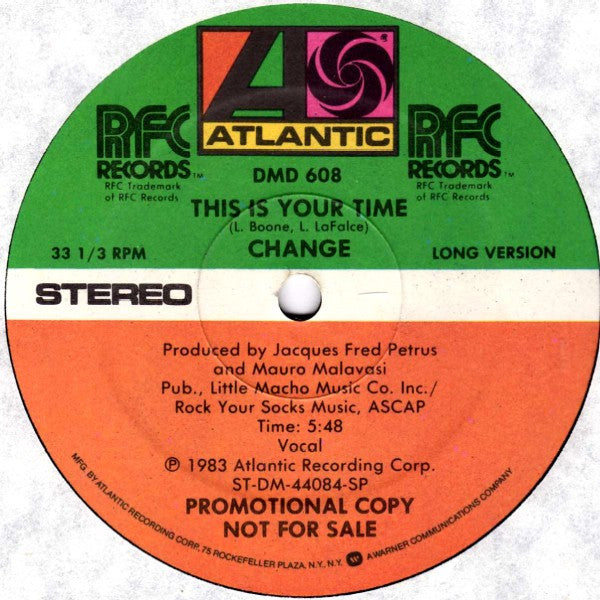 ATLANTIC
RFC
RECORDS™
RFC Trademark
of RFC Records
RFC
RECORDS™
RFC Trademark
of RFC Records
DMD 608
THIS IS YOUR TIME
(L. Boone, L. LaFalce)
33 1/3 RPM
CHANGE
LONG VERSION
STEREO
Produced by Jacques Fred Petrus
and Mauro Malavasi
Pub., Little Macho Music Co. Inc./
Rock Your Socks Music, ASCAP
Time: 5:48
Vocal
℗ 1983 Atlantic Recording Corp.
ST-DM-44084-SP
PROMOTIONAL COPY
NOT FOR SALE
MFG. BY ATLANTIC RECORDING CORP., 75 ROCKEFELLER PLAZA, N.Y., N.Y. A WARNER COMMUNICATIONS COMPANY